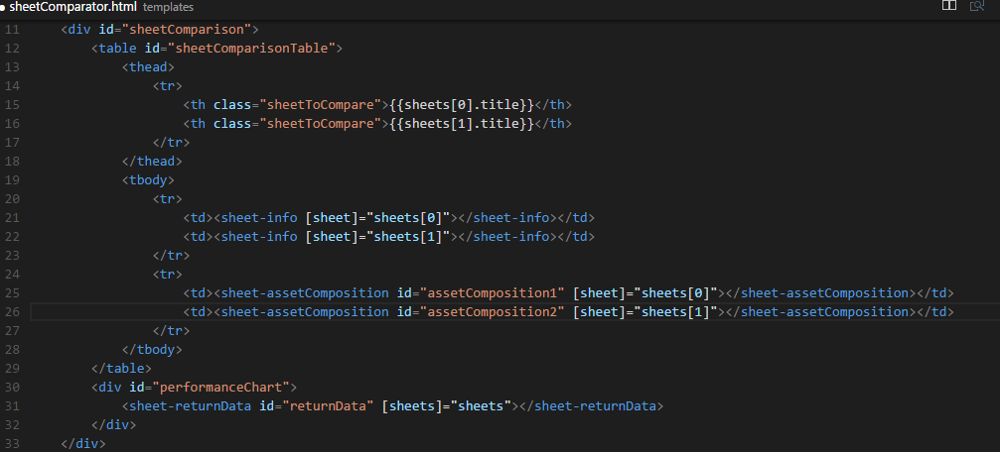 ● sheetComparator.html templates
11 <div id="sheetComparison">
12 <table id="sheetComparisonTable">
13 <thead>
14 <tr>
15 <th class="sheetToCompare">{{sheets[0].title}}</th>
16 <th class="sheetToCompare">{{sheets[1].title}}</th>
17 </tr>
18 </thead>
19 <tbody>
20 <tr>
21 <td><sheet-info [sheet]="sheets[0]"></sheet-info></td>
22 <td><sheet-info [sheet]="sheets[1]"></sheet-info></td>
23 </tr>
24 <tr>
25 <td><sheet-assetComposition id="assetComposition1" [sheet]="sheets[0]"></sheet-assetComposition></td>
26 <td><sheet-assetComposition id="assetComposition2" [sheet]="sheets[1]"></sheet-assetComposition></td>
27 </tr>
28 </tbody>
29 </table>
30 <div id="performanceChart">
31 <sheet-returnData id="returnData" [sheets]="sheets"></sheet-returnData>
32 </div>
33 </div>